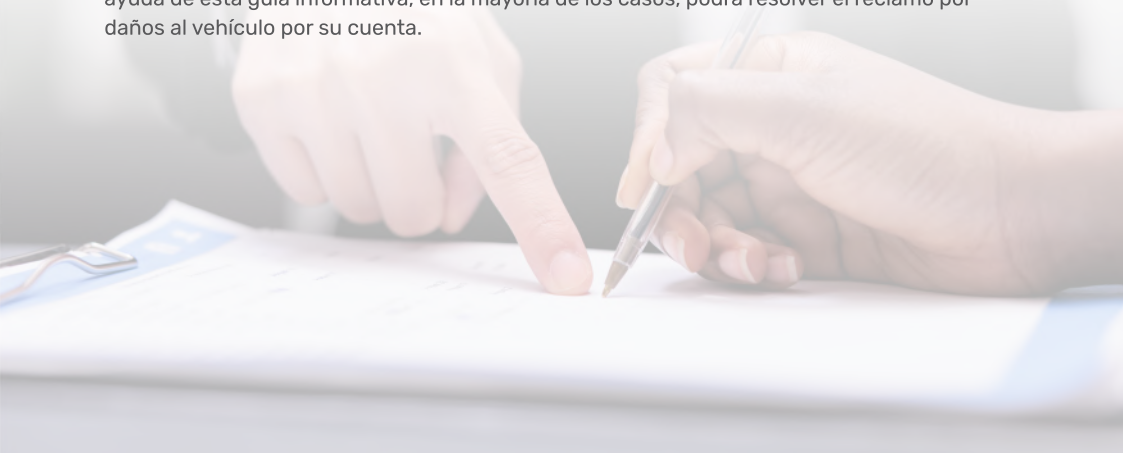 ayuda de esta guía informativa, en la mayoría de los casos, podrá resolver el reclamo por
daños al vehículo por su cuenta.